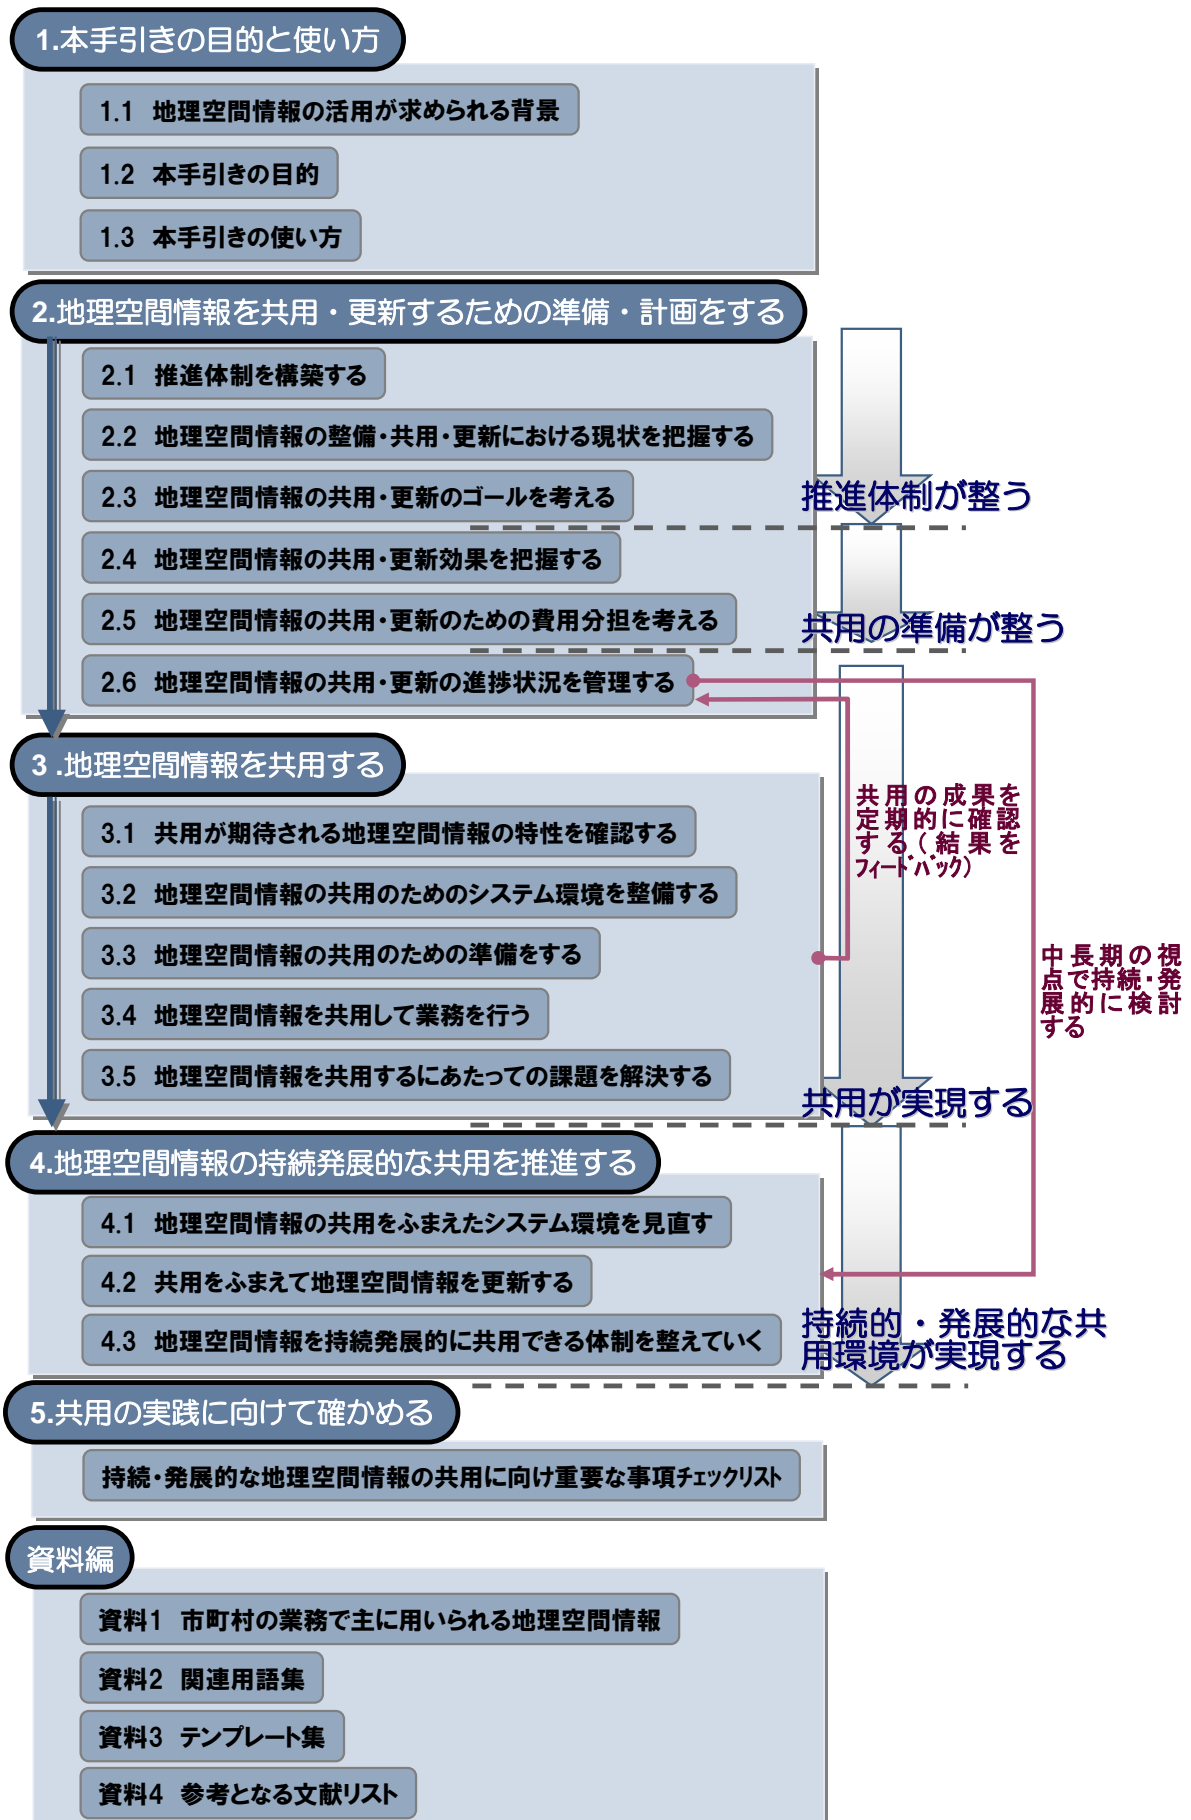 1.本手引きの目的と使い方
1.1 地理空間情報の活用が求められる背景
1.2 本手引きの目的
1.3 本手引きの使い方
2.地理空間情報を共用・更新するための準備・計画をする
2.1 推進体制を構築する
2.2 地理空間情報の整備・共用・更新における現状を把握する
2.3 地理空間情報の共用・更新のゴールを考える
推進体制が整う
2.4 地理空間情報の共用・更新効果を把握する
2.5 地理空間情報の共用・更新のための費用分担を考える
共用の準備が整う
2.6 地理空間情報の共用・更新の進捗状況を管理する
3.地理空間情報を共用する
3.1 共用が期待される地理空間情報の特性を確認する
3.2 地理空間情報の共用のためのシステム環境を整備する
3.3 地理空間情報の共用のための準備をする
3.4 地理空間情報を共用して業務を行う
3.5 地理空間情報を共用するにあたっての課題を解決する
共用の成果を
定期的に確認
する(結果を
ﾌｨｰﾄﾞﾊﾞｯｸ)
中長期の視
点で持続・発
展的に検討
する
共用が実現する
4.地理空間情報の持続発展的な共用を推進する
4.1 地理空間情報の共用をふまえたシステム環境を見直す
4.2 共用をふまえて地理空間情報を更新する
4.3 地理空間情報を持続発展的に共用できる体制を整えていく
持続的・発展的な共
用環境が実現する
5.共用の実践に向けて確かめる
持続・発展的な地理空間情報の共用に向け重要な事項チェックリスト
資料編
資料1 市町村の業務で主に用いられる地理空間情報
資料2 関連用語集
資料3 テンプレート集
資料4 参考となる文献リスト